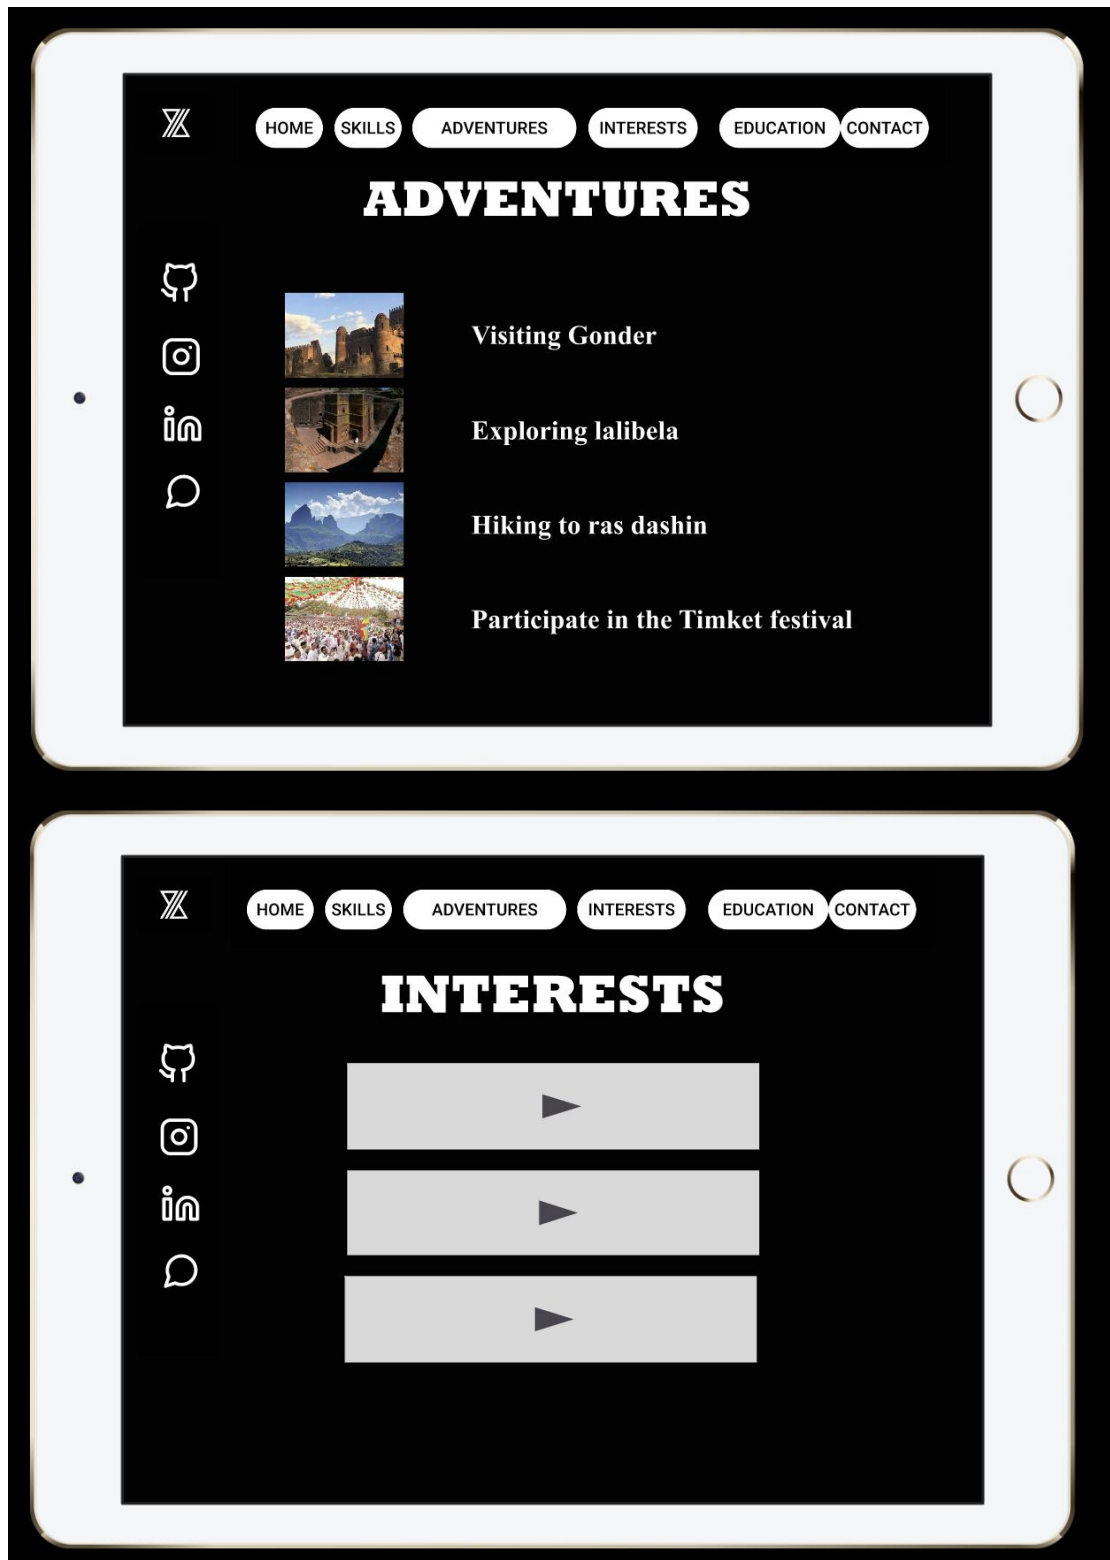 HOME SKILLS ADVENTURES INTERESTS EDUCATION CONTACT
ADVENTURES
Visiting Gonder
Exploring lalibela
Hiking to ras dashin
Participate in the Timket festival
HOME SKILLS ADVENTURES INTERESTS EDUCATION CONTACT
INTERESTS